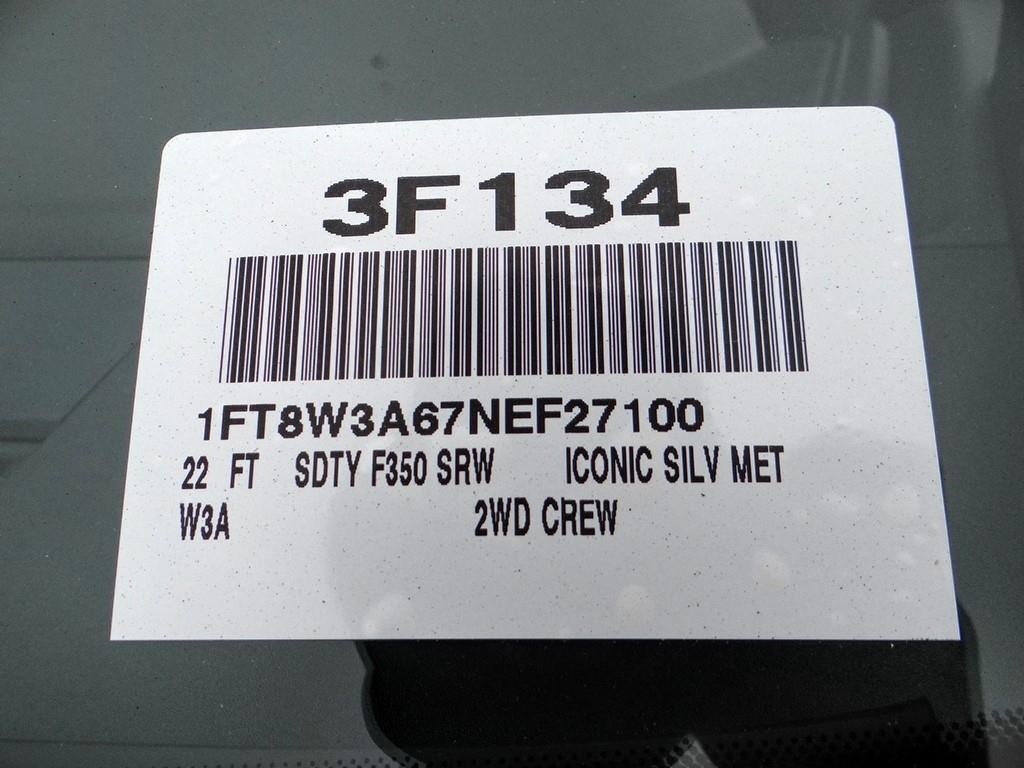 3F134
1FT8W3A67NEF27100
22 FT SDTY F350 SRW ICONIC SILV MET
W3A 2WD CREW